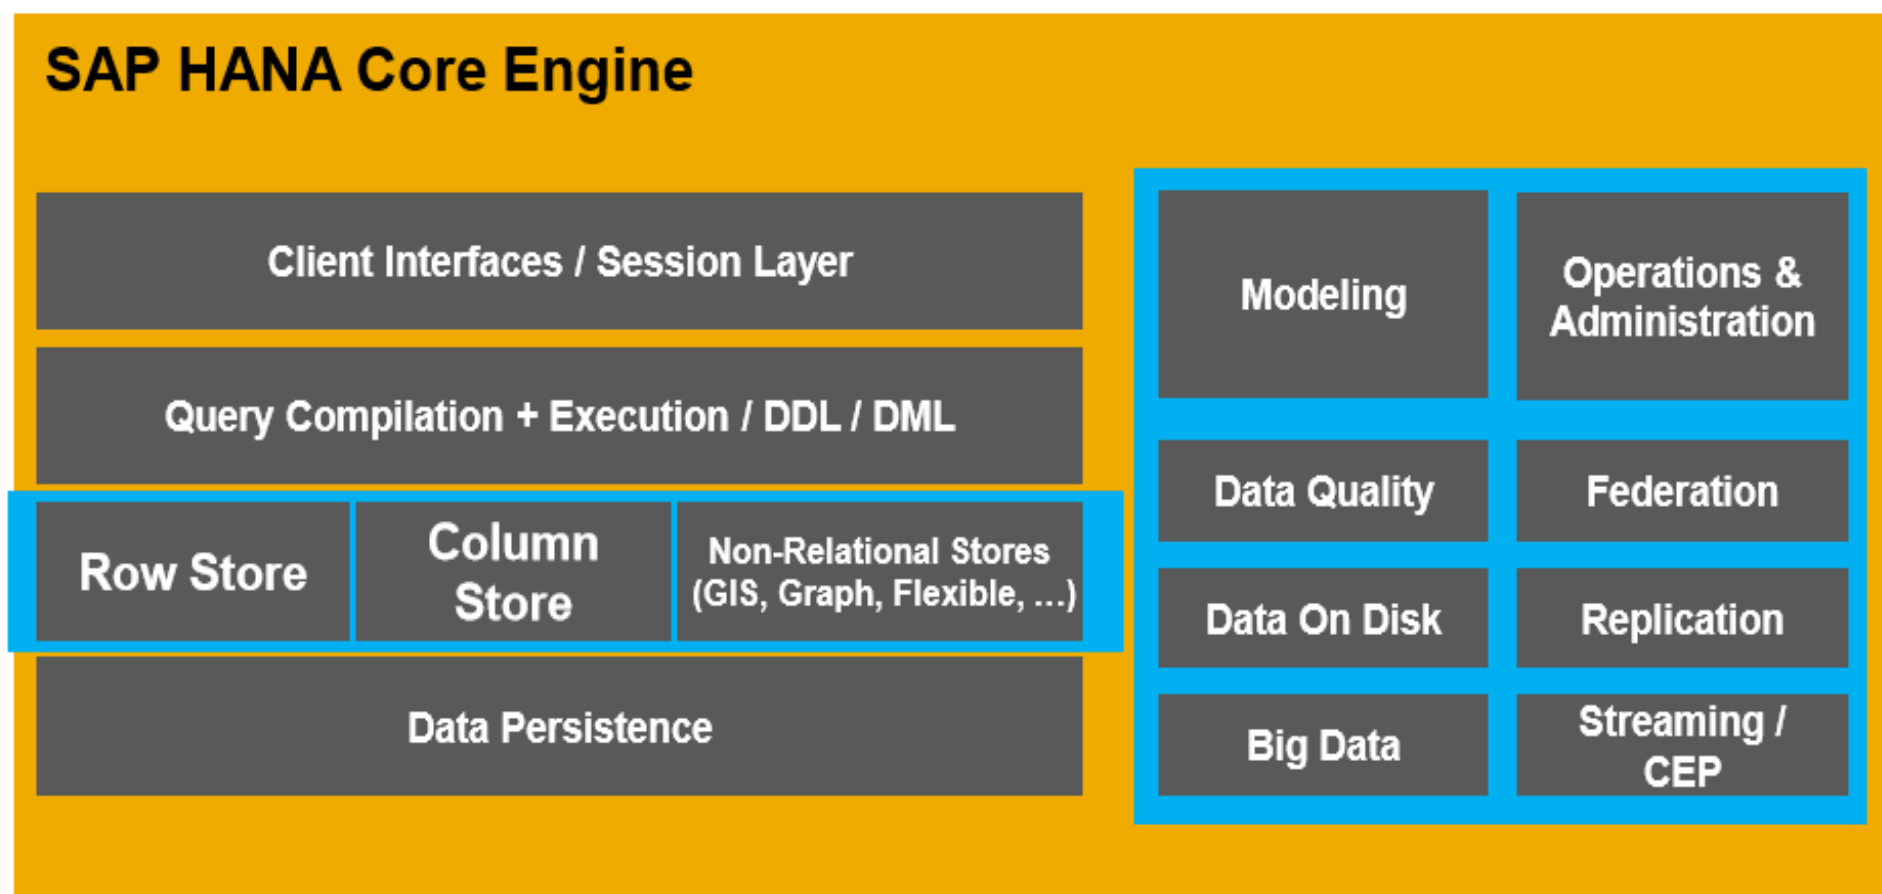 SAP HANA Core Engine
Client Interfaces / Session Layer
Query Compilation + Execution / DDL / DML
Row Store
Column
Store
Non-Relational Stores
(GIS, Graph, Flexible, ...)
Data Persistence
Modeling
Operations &
Administration
Data Quality
Federation
Data On Disk
Replication
Big Data
Streaming /
CEP